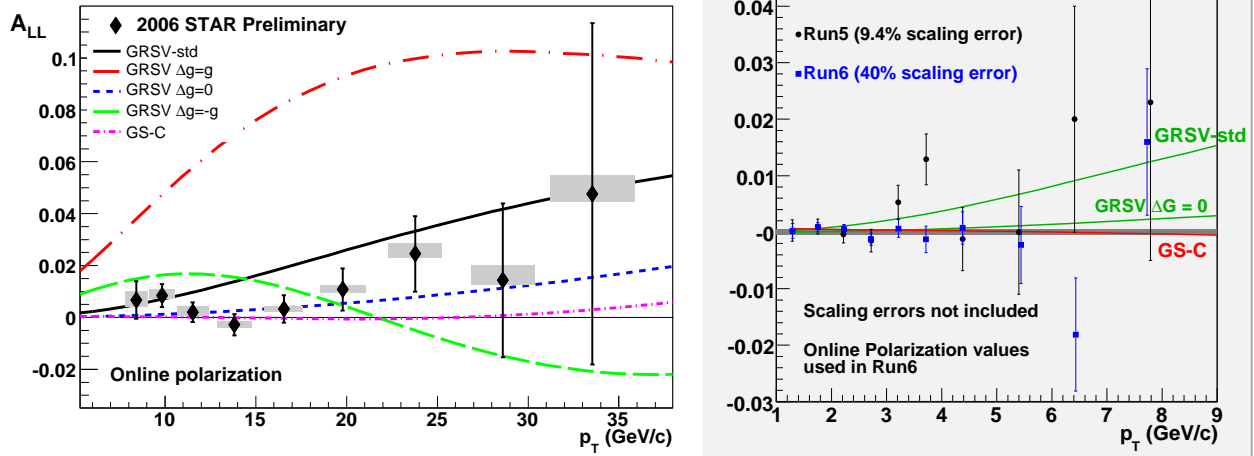 A_LL
2006 STAR Preliminary
GRSV-std
GRSV Δg=g
GRSV Δg=0
GRSV Δg=-g
GS-C
0.1
0.08
0.06
0.04
0.02
0
-0.02
Online polarization
10 15 20 25 30 35
p_T (GeV/c)
0.04
0.03
0.02
0.01
-0
-0.01
-0.02
-0.03
Run5 (9.4% scaling error)
Run6 (40% scaling error)
GRSV-std
GRSV ΔG = 0
GS-C
Scaling errors not included
Online Polarization values
used in Run6
1 2 3 4 5 6 7 8 9
p_T (GeV/c)